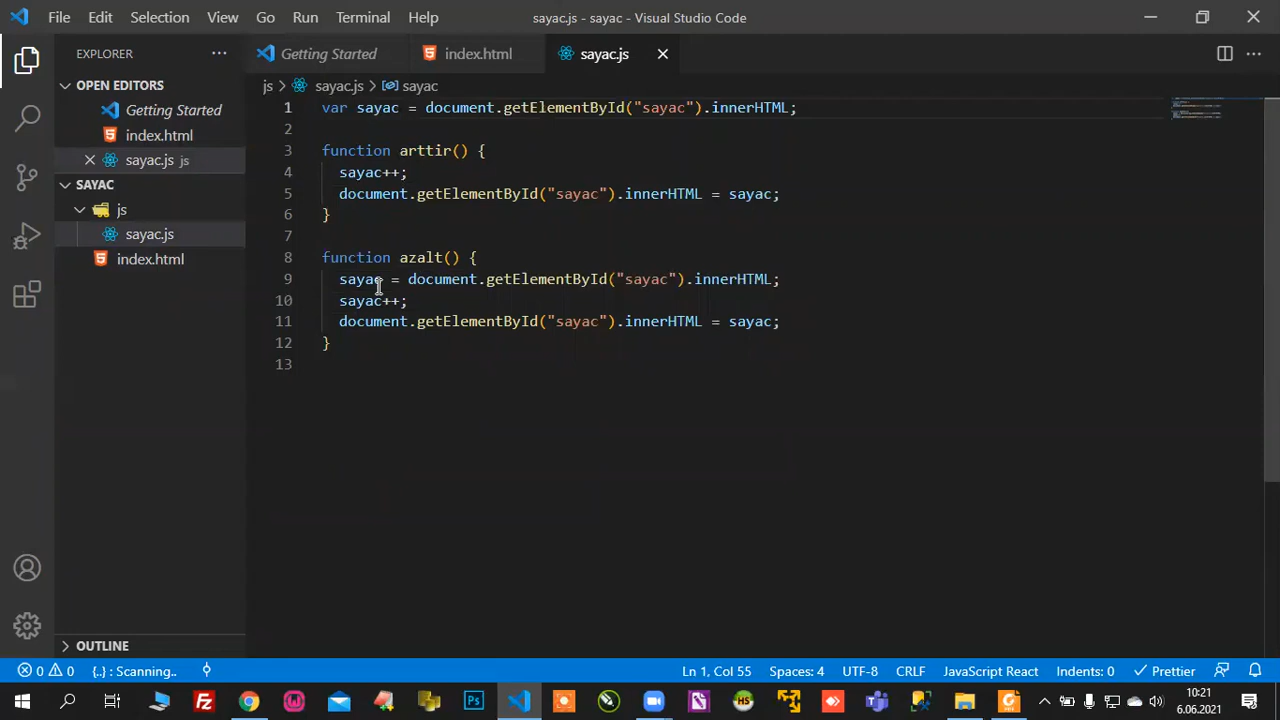 File Edit Selection View Go Run Terminal Help sayac.js - sayac - Visual Studio Code
EXPLORER
Getting Started index.html sayac.js
OPEN EDITORS
Getting Started
index.html
sayac.js js
SAYAC
js
sayac.js
index.html
OUTLINE
js sayac.js sayac
1 var sayac = document.getElementById("sayac").innerHTML;
2
3 function arttir() {
4 sayac++;
5 document.getElementById("sayac").innerHTML = sayac;
6 }
7
8 function azalt() {
9 sayac = document.getElementById("sayac").innerHTML;
10 sayac++;
11 document.getElementById("sayac").innerHTML = sayac;
12 }
13
0 0 {..} : Scanning.. Ln 1, Col 55 Spaces: 4 UTF-8 CRLF JavaScript React Indents: 0 Prettier
Ps HS
10:21
6.06.2021